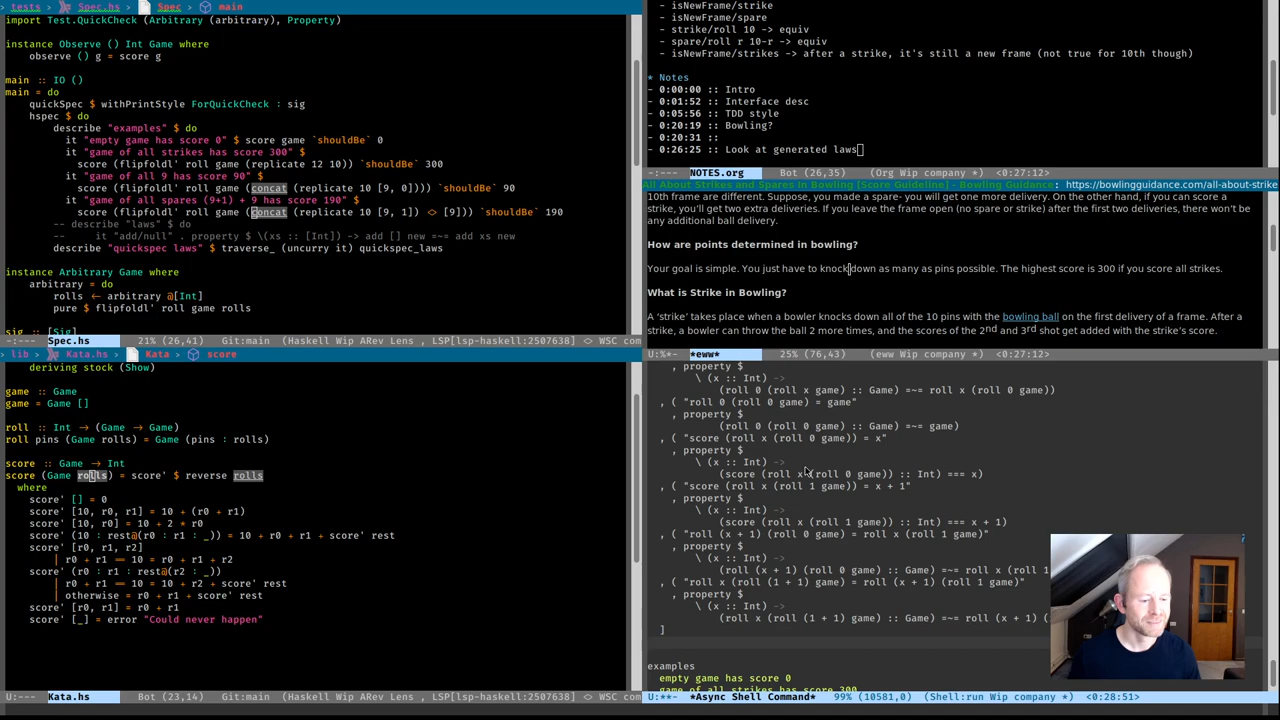 tests > Spec.hs > Spec > main
import Test.QuickCheck (Arbitrary (arbitrary), Property)
instance Observe () Int Game where
observe () g = score g
main :: IO ()
main = do
quickSpec $ withPrintStyle ForQuickCheck : sig
hspec $ do
describe "examples" $ do
it "empty game has score 0" $ score game `shouldBe` 0
it "game of all strikes has score 300" $
score (flipfoldl' roll game (replicate 12 10)) `shouldBe` 300
it "game of all 9 has score 90" $
score (flipfoldl' roll game (concat (replicate 10 [9, 0]))) `shouldBe` 90
it "game of all spares (9+1) + 9 has score 190" $
score (flipfoldl' roll game (concat (replicate 10 [9, 1]) <> [9])) `shouldBe` 190
-- describe "laws" $ do
-- it "add/null" . property $ \(xs :: [Int]) -> add [] new =~= add xs new
describe "quickspec laws" $ traverse_ (uncurry it) quickspec_laws
instance Arbitrary Game where
arbitrary = do
rolls ← arbitrary @[Int]
pure $ flipfoldl' roll game rolls
sig :: [Sig]
-:--- Spec.hs 21% (26,41) Git:main (Haskell Wip ARev Lens , LSP[lsp-haskell:2507638] <> WSC com
lib > Kata.hs > Kata > score
deriving stock (Show)
game :: Game
game = Game []
roll :: Int → (Game → Game)
roll pins (Game rolls) = Game (pins : rolls)
score :: Game → Int
score (Game rolls) = score' $ reverse rolls
where
score' [] = 0
score' [10, r0, r1] = 10 + (r0 + r1)
score' [10, r0] = 10 + 2 * r0
score' (10 : rest@(r0 : r1 : _)) = 10 + r0 + r1 + score' rest
score' [r0, r1, r2]
| r0 + r1 == 10 = r0 + r1 + r2
score' (r0 : r1 : rest@(r2 : _))
| r0 + r1 == 10 = 10 + r2 + score' rest
| otherwise = r0 + r1 + score' rest
score' [r0, r1] = r0 + r1
score' [_] = error "Could never happen"
U:--- Kata.hs Bot (23,14) Git:main (Haskell Wip ARev Lens , LSP[lsp-haskell:2507638] <> WSC com
- isNewFrame/strike
- isNewFrame/spare
- strike/roll 10 -> equiv
- spare/roll r 10-r -> equiv
- isNewFrame/strikes -> after a strike, it's still a new frame (not true for 10th though)
* Notes
- 0:00:00 :: Intro
- 0:01:52 :: Interface desc
- 0:05:56 :: TDD style
- 0:20:19 :: Bowling?
- 0:20:31 ::
- 0:26:25 :: Look at generated laws
-:--- NOTES.org Bot (26,35) (Org Wip company +) <0:27:12>
All About Strikes and Spares in Bowling [Score Guideline] - Bowling Guidance: https://bowlingguidance.com/all-about-strike
10th frame are different. Suppose, you made a spare- you will get one more delivery. On the other hand, if you can score a
strike, you'll get two extra deliveries. If you leave the frame open (no spare or strike) after the first two deliveries, there won't be
any additional ball delivery.
How are points determined in bowling?
Your goal is simple. You just have to knock down as many as pins possible. The highest score is 300 if you score all strikes.
What is Strike in Bowling?
A 'strike' takes place when a bowler knocks down all of the 10 pins with the bowling ball on the first delivery of a frame. After a
strike, a bowler can throw the ball 2 more times, and the scores of the 2nd and 3rd shot get added with the strike's score.
U:%*- *eww* 25% (76,43) (eww Wip company +) <0:27:12>
, property $
\ (x :: Int) ->
(roll 0 (roll x game) :: Game) =~= roll x (roll 0 game))
, ( "roll 0 (roll 0 game) = game"
, property $
(roll 0 (roll 0 game) :: Game) =~= game)
, ( "score (roll x (roll 0 game)) = x"
, property $
\ (x :: Int) ->
(score (roll x (roll 0 game)) :: Int) === x)
, ( "score (roll x (roll 1 game)) = x + 1"
, property $
\ (x :: Int) ->
(score (roll x (roll 1 game)) :: Int) === x + 1)
, ( "roll (x + 1) (roll 0 game) = roll x (roll 1 game)"
, property $
\ (x :: Int) ->
(roll (x + 1) (roll 0 game) :: Game) =~= roll x (roll 1
, ( "roll x (roll (1 + 1) game) = roll (x + 1) (roll 1 game)"
, property $
\ (x :: Int) ->
(roll x (roll (1 + 1) game) :: Game) =~= roll (x + 1) (
]
examples
empty game has score 0
game of all strikes has score 300
U:**- *Async Shell Command* 99% (10581,0) (Shell:run Wip company +) <0:28:51>